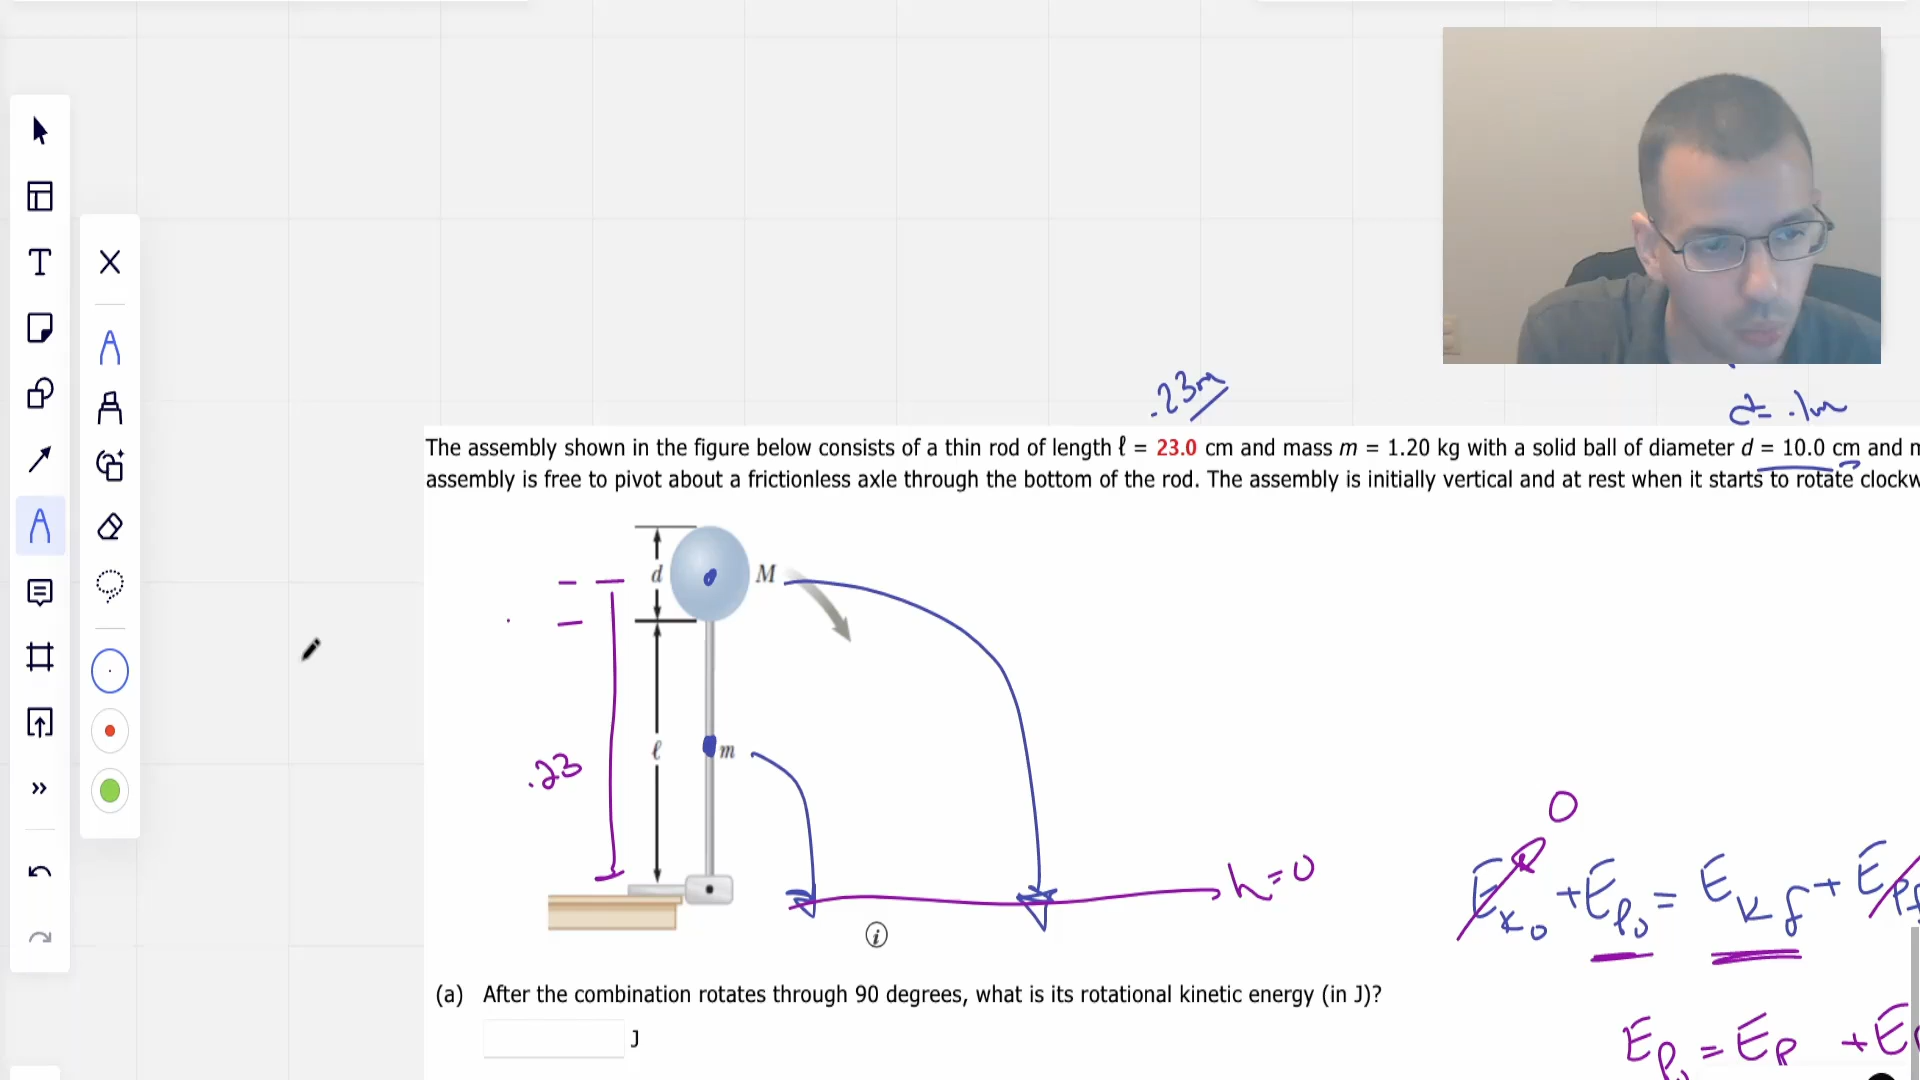 .23m
d = .1m
The assembly shown in the figure below consists of a thin rod of length ℓ = 23.0 cm and mass m = 1.20 kg with a solid ball of diameter d = 10.0 cm and m
assembly is free to pivot about a frictionless axle through the bottom of the rod. The assembly is initially vertical and at rest when it starts to rotate clockw
d
M
ℓ
m
.23
h=0
i
0
Eko + Epo = Ekf + Epf
(a) After the combination rotates through 90 degrees, what is its rotational kinetic energy (in J)?
J
= Ep + E